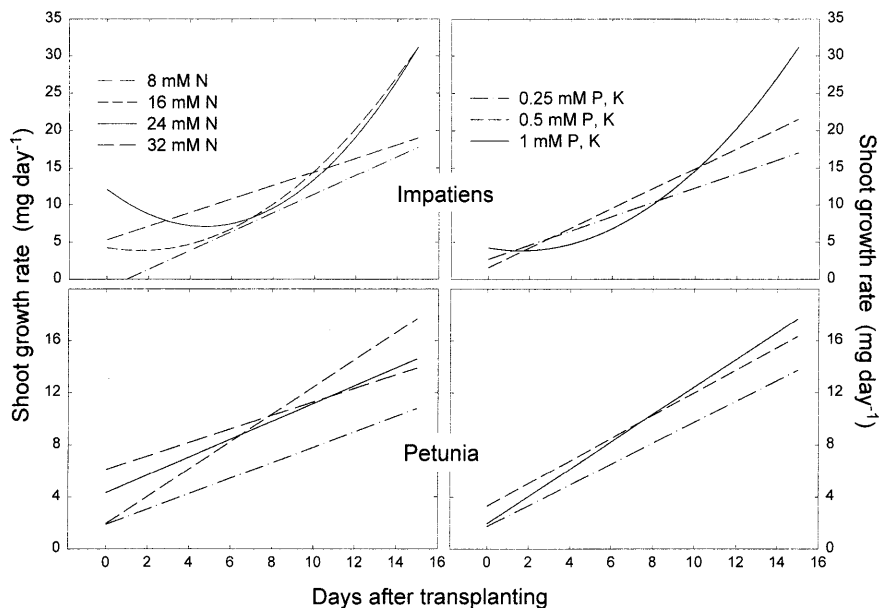 35
30
25
20
15
10
5
0
8 mM N
16 mM N
24 mM N
32 mM N
0.25 mM P, K
0.5 mM P, K
1 mM P, K
35
30
25
20
15
10
5
0
Impatiens
Shoot growth rate (mg day-1)
Shoot growth rate (mg day-1)
16
12
8
4
0
Petunia
16
12
8
4
0
0 2 4 6 8 10 12 14 16
0 2 4 6 8 10 12 14 16
Days after transplanting